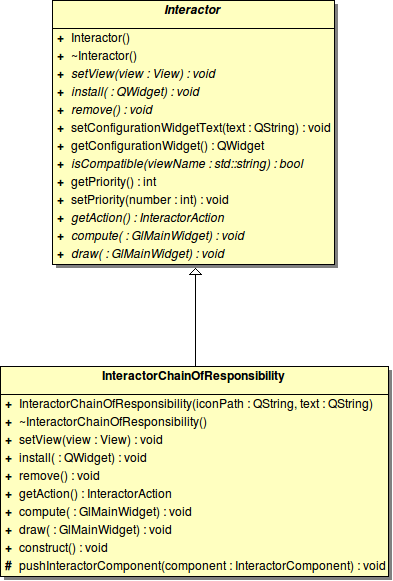 Interactor
+ Interactor()
+ ~Interactor()
+ setView(view : View) : void
+ install( : QWidget) : void
+ remove() : void
+ setConfigurationWidgetText(text : QString) : void
+ getConfigurationWidget() : QWidget
+ isCompatible(viewName : std::string) : bool
+ getPriority() : int
+ setPriority(number : int) : void
+ getAction() : InteractorAction
+ compute( : GlMainWidget) : void
+ draw( : GlMainWidget) : void
InteractorChainOfResponsibility
+ InteractorChainOfResponsibility(iconPath : QString, text : QString)
+ ~InteractorChainOfResponsibility()
+ setView(view : View) : void
+ install( : QWidget) : void
+ remove() : void
+ getAction() : InteractorAction
+ compute( : GlMainWidget) : void
+ draw( : GlMainWidget) : void
+ construct() : void
# pushInteractorComponent(component : InteractorComponent) : void